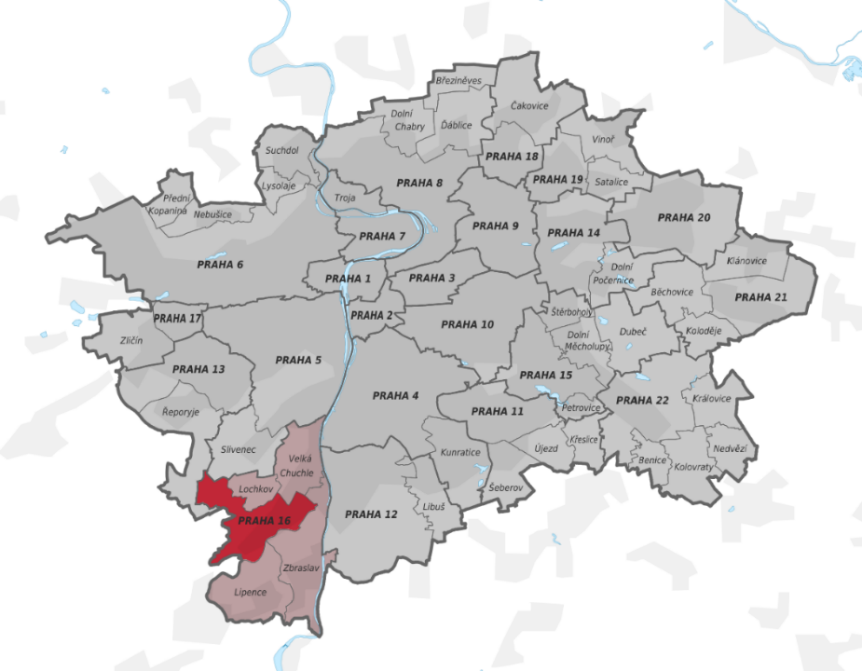 Březiněves
Čakovice
Dolní
Chabry
Ďáblice
Vinoř
Suchdol
PRAHA 18
Lysolaje
PRAHA 8
PRAHA 19
Satalice
Přední
Kopanina
Nebušice
Troja
PRAHA 20
PRAHA 9
PRAHA 14
PRAHA 7
PRAHA 6
Klánovice
Dolní
Počernice
PRAHA 1
PRAHA 3
Běchovice
PRAHA 21
PRAHA 17
PRAHA 2
PRAHA 10
Štěrboholy
Dubeč
Koloděje
Zličín
Dolní
Měcholupy
PRAHA 5
PRAHA 13
PRAHA 15
PRAHA 4
PRAHA 22
Královice
Řeporyje
PRAHA 11
Petrovice
Slivenec
Kunratice
Újezd
Křeslice
Nedvězí
Velká
Chuchle
Benice
Kolovraty
Lochkov
Šeberov
Libuš
PRAHA 16
PRAHA 12
Zbraslav
Lipence